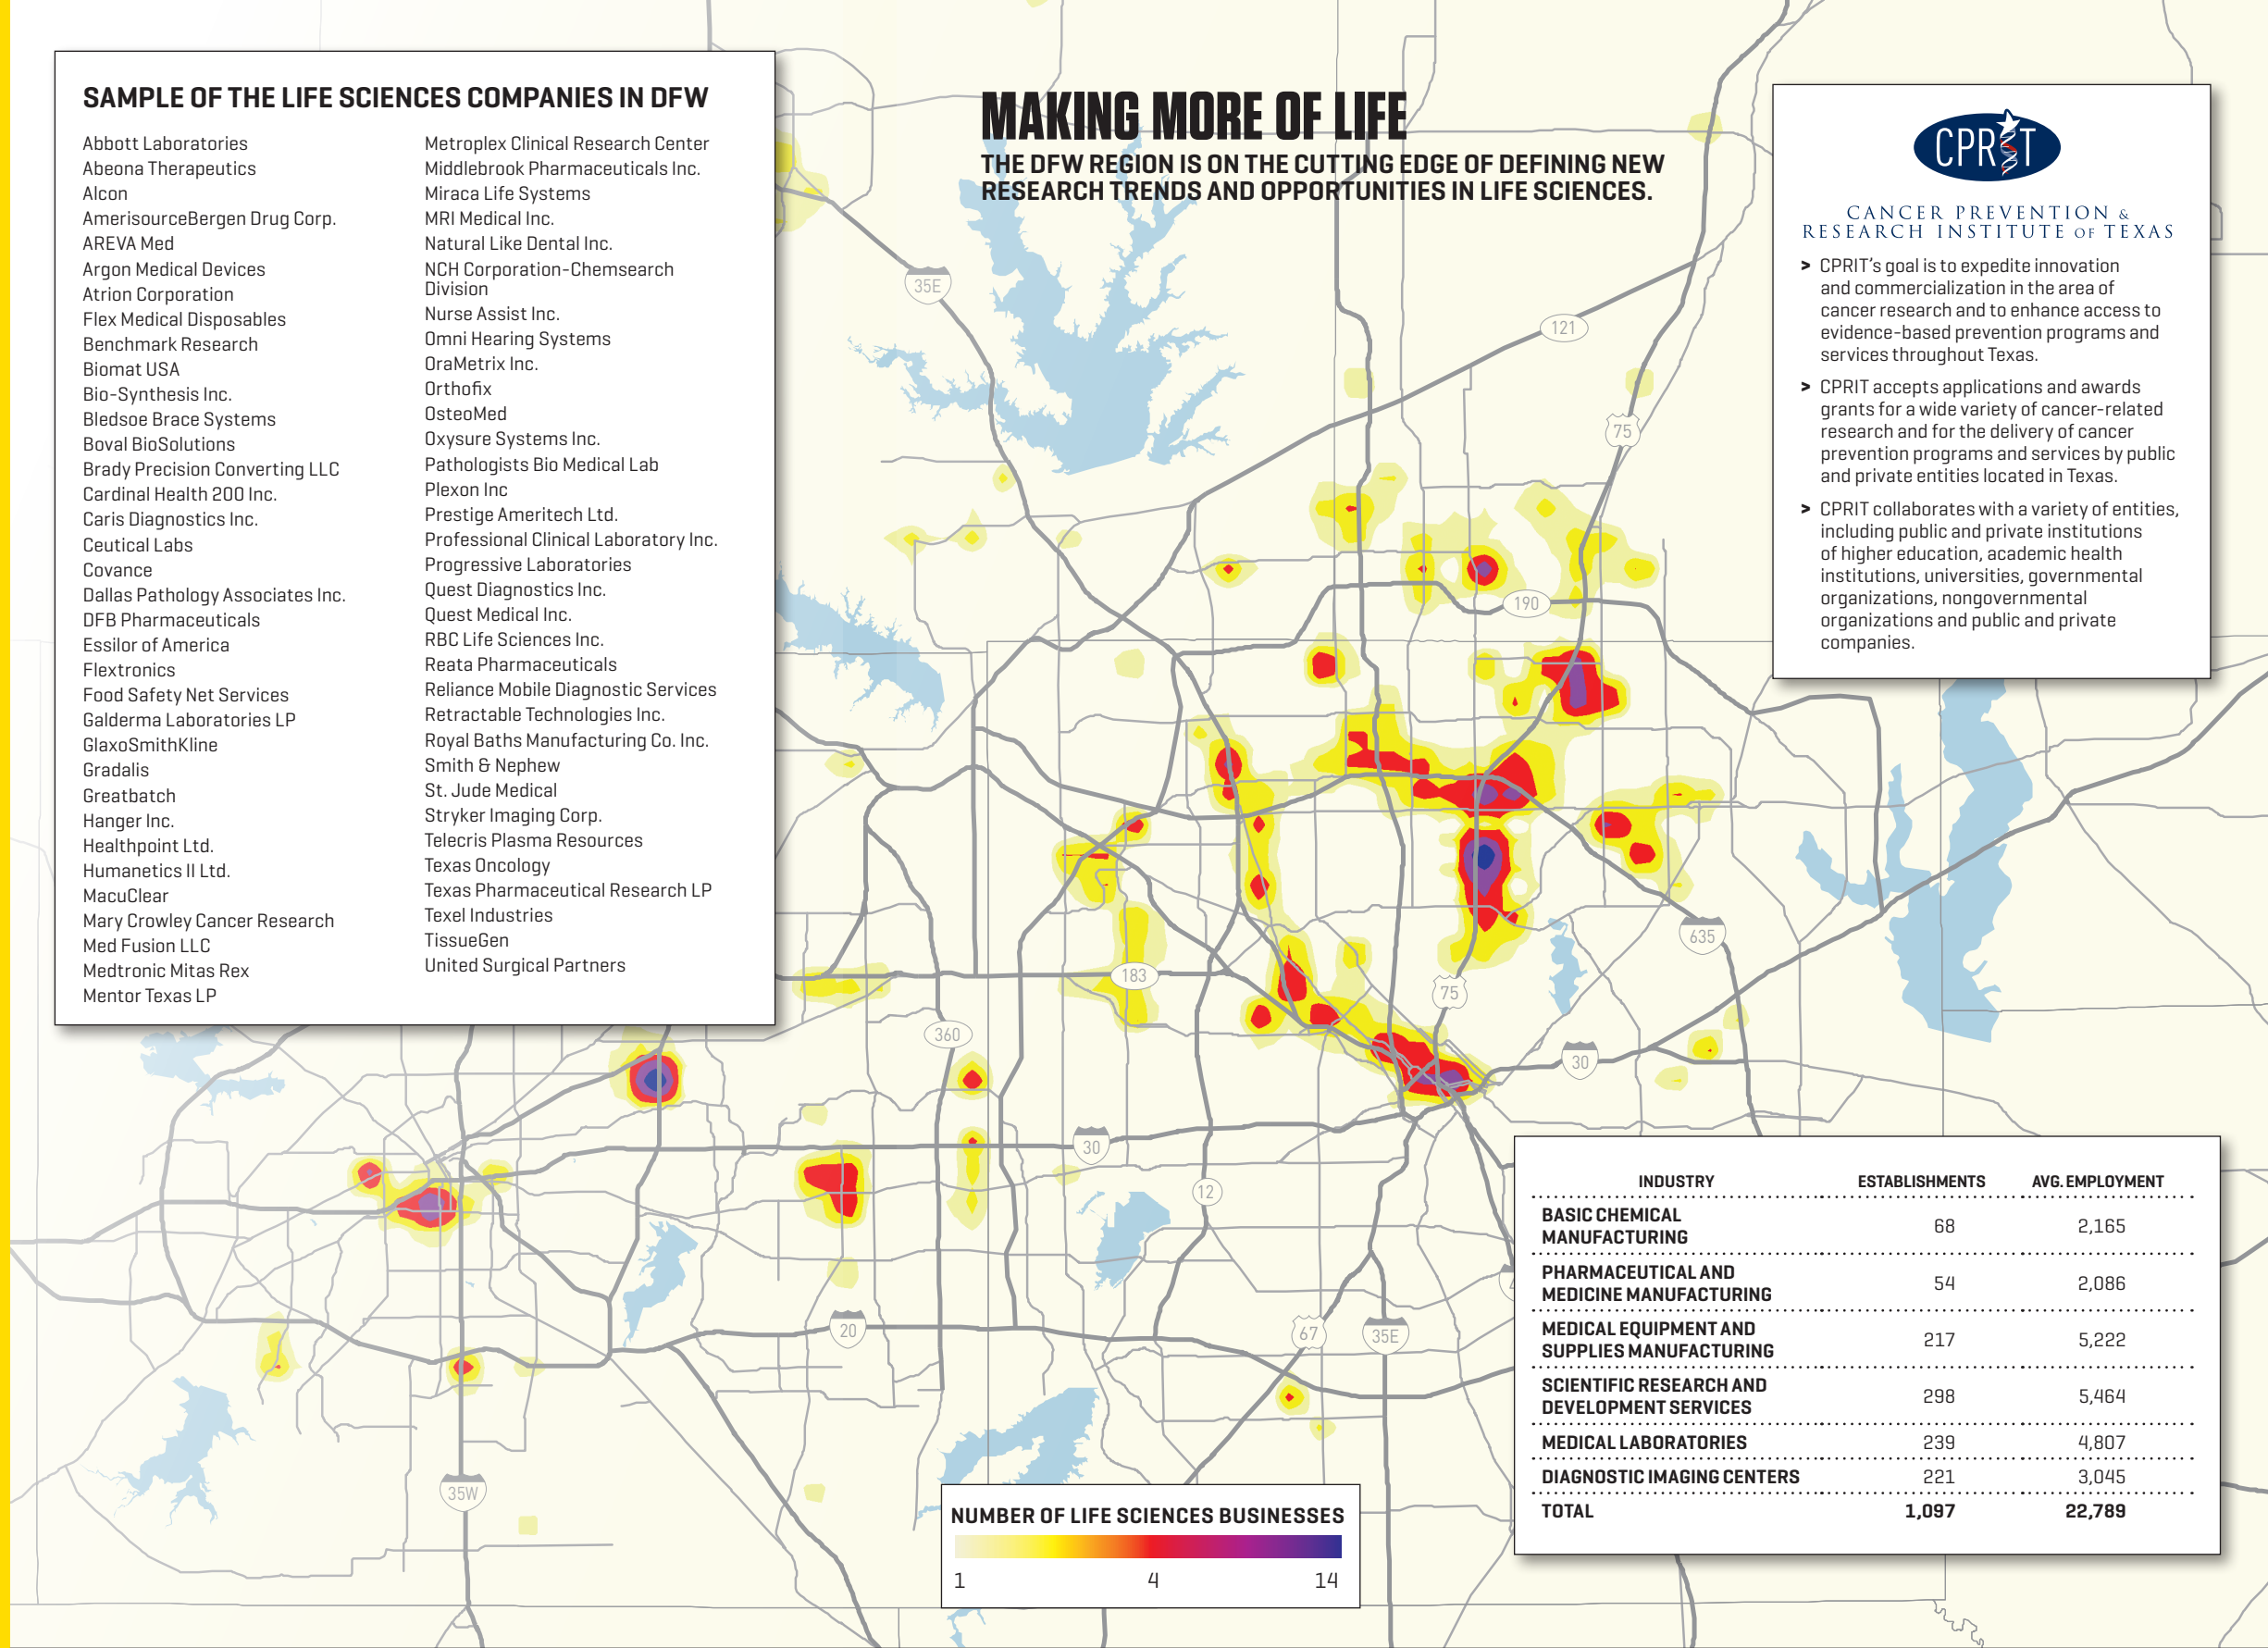 SAMPLE OF THE LIFE SCIENCES COMPANIES IN DFW
Abbott Laboratories
Abeona Therapeutics
Alcon
AmerisourceBergen Drug Corp.
AREVA Med
Argon Medical Devices
Atrion Corporation
Flex Medical Disposables
Benchmark Research
Biomat USA
Bio-Synthesis Inc.
Bledsoe Brace Systems
Boval BioSolutions
Brady Precision Converting LLC
Cardinal Health 200 Inc.
Caris Diagnostics Inc.
Ceutical Labs
Covance
Dallas Pathology Associates Inc.
DFB Pharmaceuticals
Essilor of America
Flextronics
Food Safety Net Services
Galderma Laboratories LP
GlaxoSmithKline
Gradalis
Greatbatch
Hanger Inc.
Healthpoint Ltd.
Humanetics II Ltd.
MacuClear
Mary Crowley Cancer Research
Med Fusion LLC
Medtronic Mitas Rex
Mentor Texas LP
Metroplex Clinical Research Center
Middlebrook Pharmaceuticals Inc.
Miraca Life Systems
MRI Medical Inc.
Natural Like Dental Inc.
NCH Corporation-Chemsearch
Division
Nurse Assist Inc.
Omni Hearing Systems
OraMetrix Inc.
Orthofix
OsteoMed
Oxysure Systems Inc.
Pathologists Bio Medical Lab
Plexon Inc
Prestige Ameritech Ltd.
Professional Clinical Laboratory Inc.
Progressive Laboratories
Quest Diagnostics Inc.
Quest Medical Inc.
RBC Life Sciences Inc.
Reata Pharmaceuticals
Reliance Mobile Diagnostic Services
Retractable Technologies Inc.
Royal Baths Manufacturing Co. Inc.
Smith & Nephew
St. Jude Medical
Stryker Imaging Corp.
Telecris Plasma Resources
Texas Oncology
Texas Pharmaceutical Research LP
Texel Industries
TissueGen
United Surgical Partners
MAKING MORE OF LIFE
THE DFW REGION IS ON THE CUTTING EDGE OF DEFINING NEW
RESEARCH TRENDS AND OPPORTUNITIES IN LIFE SCIENCES.
CPRIT
CANCER PREVENTION &
RESEARCH INSTITUTE OF TEXAS
> CPRIT's goal is to expedite innovation
and commercialization in the area of
cancer research and to enhance access to
evidence-based prevention programs and
services throughout Texas.
> CPRIT accepts applications and awards
grants for a wide variety of cancer-related
research and for the delivery of cancer
prevention programs and services by public
and private entities located in Texas.
> CPRIT collaborates with a variety of entities,
including public and private institutions
of higher education, academic health
institutions, universities, governmental
organizations, nongovernmental
organizations and public and private
companies.
35E
121
75
190
635
183
75
360
30
30
12
20
67
35E
35W
INDUSTRY ESTABLISHMENTS AVG. EMPLOYMENT
BASIC CHEMICAL
MANUFACTURING 68 2,165
PHARMACEUTICAL AND
MEDICINE MANUFACTURING 54 2,086
MEDICAL EQUIPMENT AND
SUPPLIES MANUFACTURING 217 5,222
SCIENTIFIC RESEARCH AND
DEVELOPMENT SERVICES 298 5,464
MEDICAL LABORATORIES 239 4,807
DIAGNOSTIC IMAGING CENTERS 221 3,045
TOTAL 1,097 22,789
NUMBER OF LIFE SCIENCES BUSINESSES
1 4 14